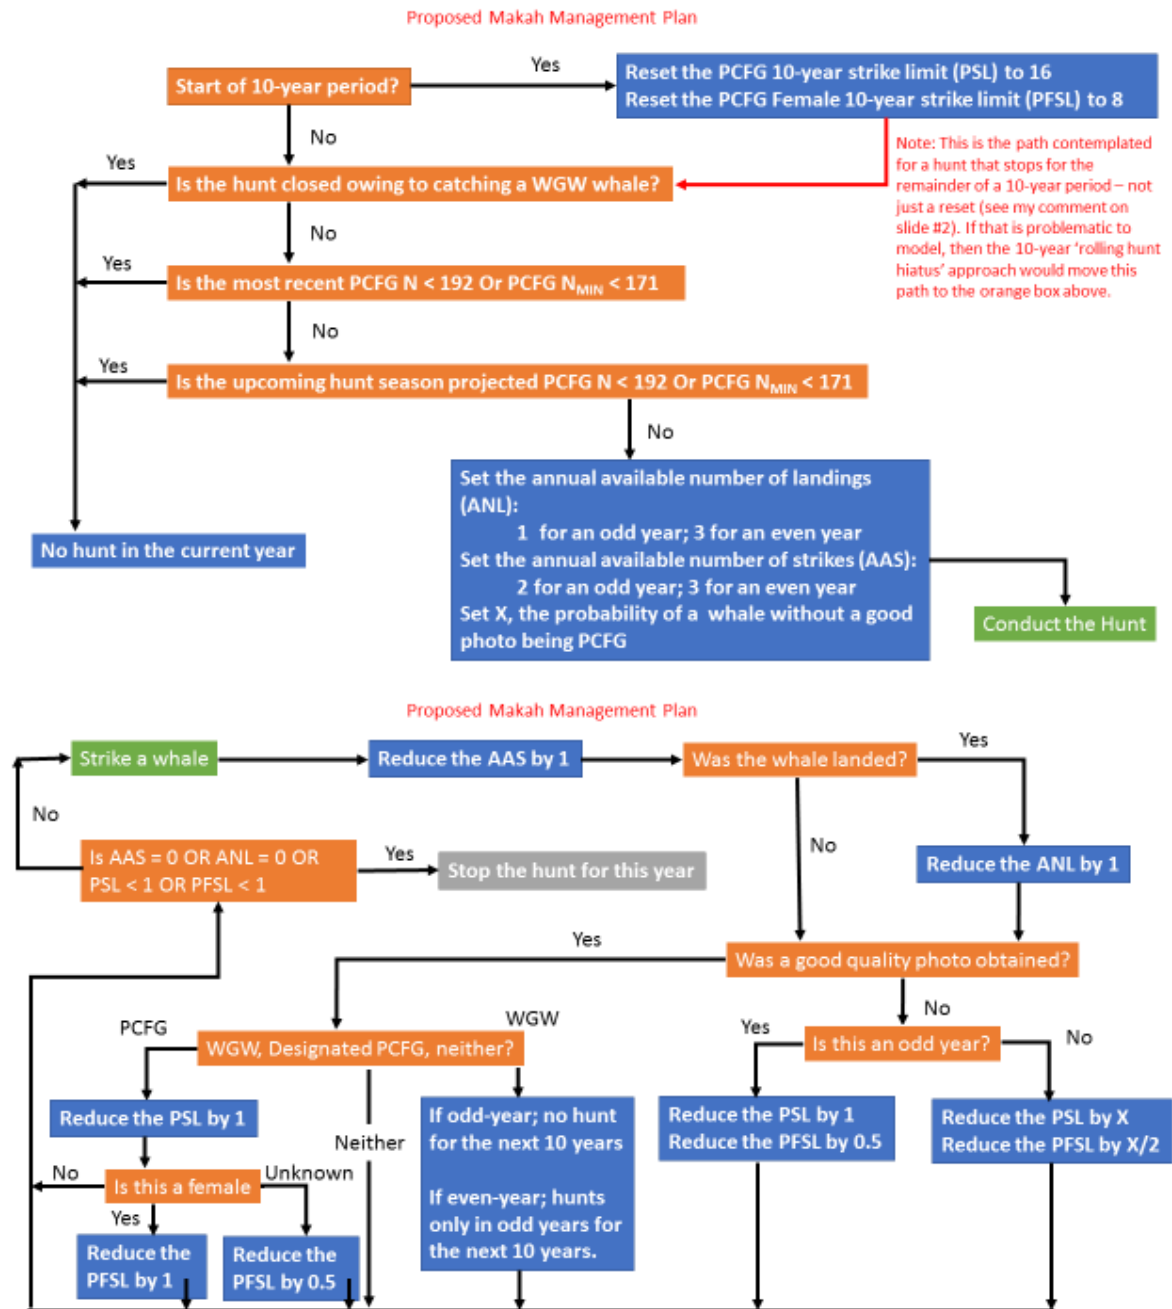 Proposed Makah Management Plan
Start of 10-year period?
Yes
Reset the PCFG 10-year strike limit (PSL) to 16
Reset the PCFG Female 10-year strike limit (PFSL) to 8
No
Note: This is the path contemplated
for a hunt that stops for the
remainder of a 10-year period – not
just a reset (see my comment on
slide #2). If that is problematic to
model, then the 10-year ‘rolling hunt
hiatus’ approach would move this
path to the orange box above.
Yes
Is the hunt closed owing to catching a WGW whale?
No
Yes
Is the most recent PCFG N < 192 Or PCFG NMIN < 171
No
Yes
Is the upcoming hunt season projected PCFG N < 192 Or PCFG NMIN < 171
No
Set the annual available number of landings
(ANL):
1 for an odd year; 3 for an even year
Set the annual available number of strikes (AAS):
2 for an odd year; 3 for an even year
Set X, the probability of a whale without a good
photo being PCFG
No hunt in the current year
Conduct the Hunt
Proposed Makah Management Plan
Strike a whale
Reduce the AAS by 1
Was the whale landed?
Yes
No
No
Is AAS = 0 OR ANL = 0 OR
PSL < 1 OR PFSL < 1
Yes
Stop the hunt for this year
Reduce the ANL by 1
Yes
Was a good quality photo obtained?
No
PCFG
WGW
WGW, Designated PCFG, neither?
Yes
Is this an odd year?
No
Reduce the PSL by 1
Neither
If odd-year; no hunt
for the next 10 years
If even-year; hunts
only in odd years for
the next 10 years.
Reduce the PSL by 1
Reduce the PFSL by 0.5
Reduce the PSL by X
Reduce the PFSL by X/2
No
Is this a female
Unknown
Yes
Reduce the
PFSL by 1
Reduce the
PFSL by 0.5